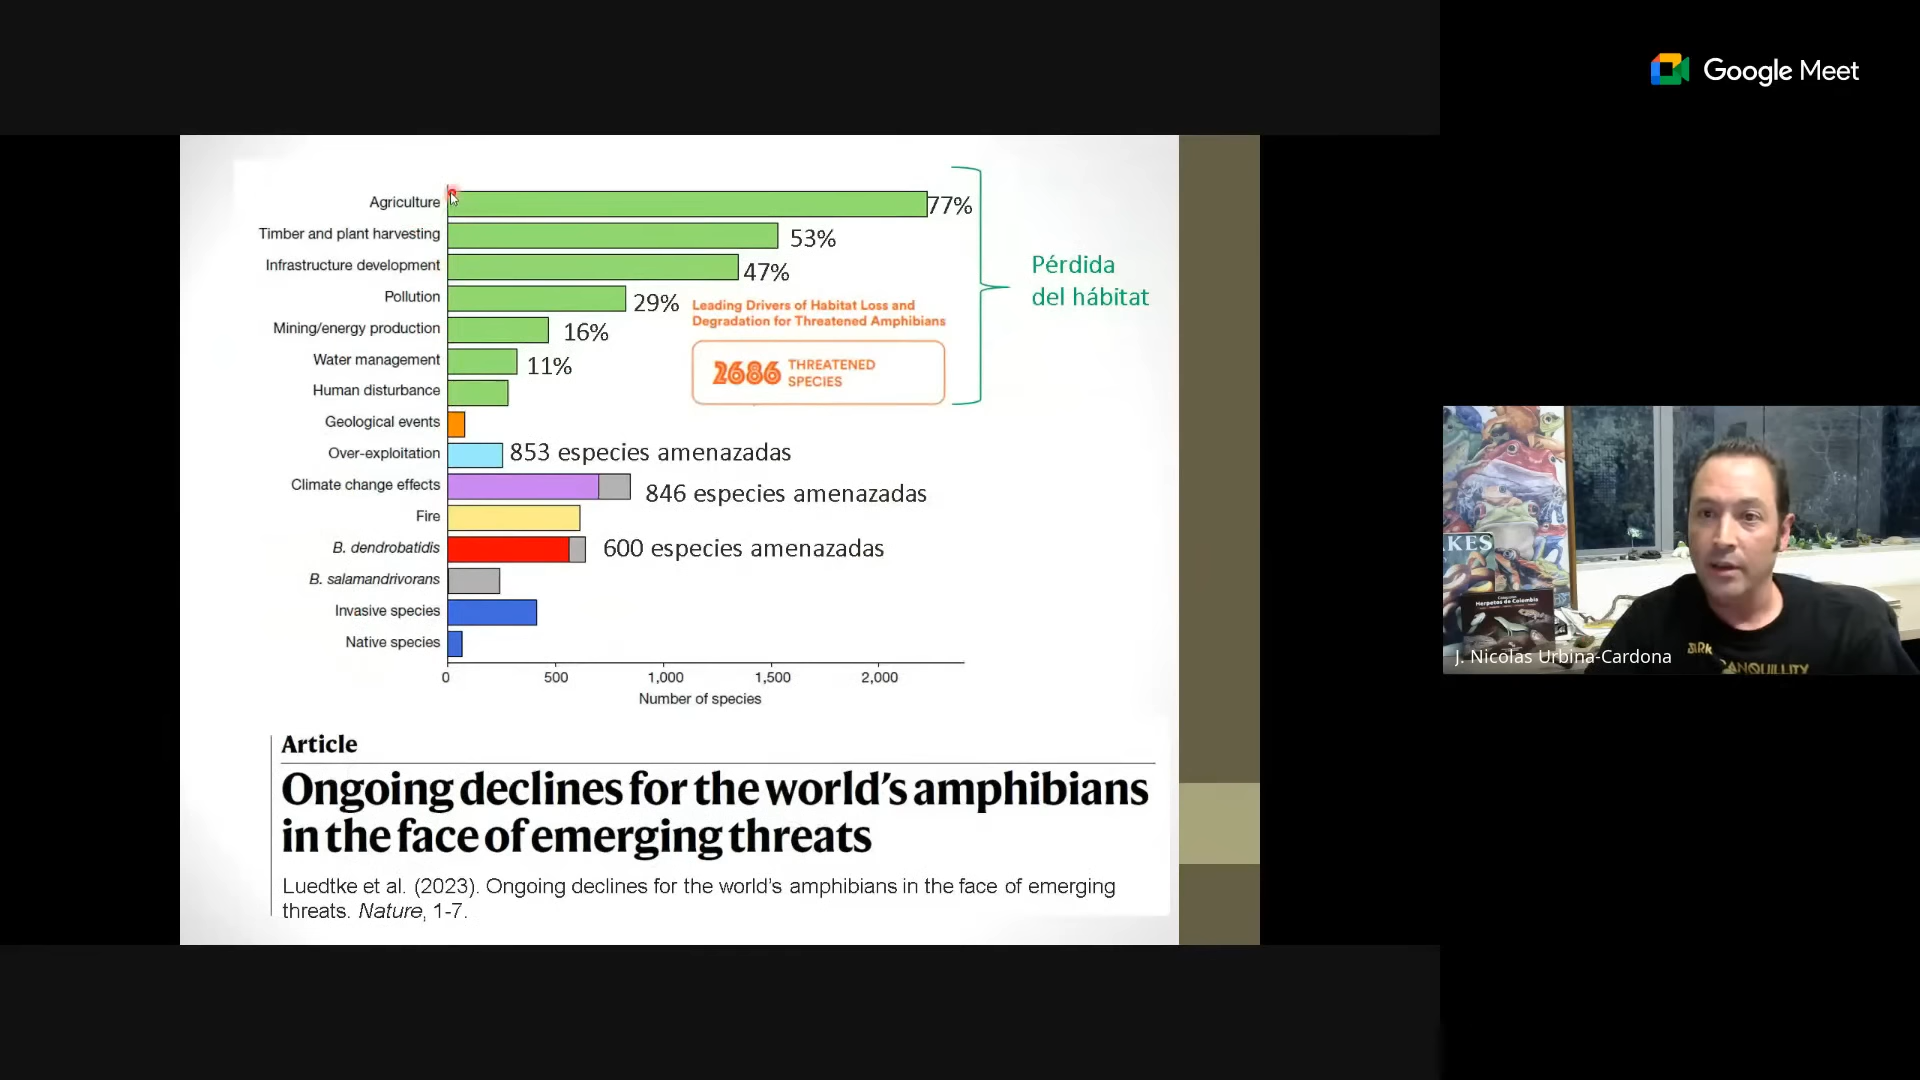 Google Meet
Agriculture
77%
Timber and plant harvesting
53%
Infrastructure development
47%
Pollution
29%
Mining/energy production
16%
Water management
11%
Human disturbance
Geological events
Over-exploitation
853 especies amenazadas
Climate change effects
846 especies amenazadas
Fire
B. dendrobatidis
600 especies amenazadas
B. salamandrivorans
Invasive species
Native species
0
500
1,000
1,500
2,000
Number of species
Leading Drivers of Habitat Loss and
Degradation for Threatened Amphibians
2686 THREATENED
SPECIES
Pérdida
del hábitat
Article
Ongoing declines for the world’s amphibians
in the face of emerging threats
Luedtke et al. (2023). Ongoing declines for the world’s amphibians in the face of emerging
threats. Nature, 1-7.
KES
Herpetos de Colombia
J. Nicolas Urbina-Cardona
ANQUILLITY